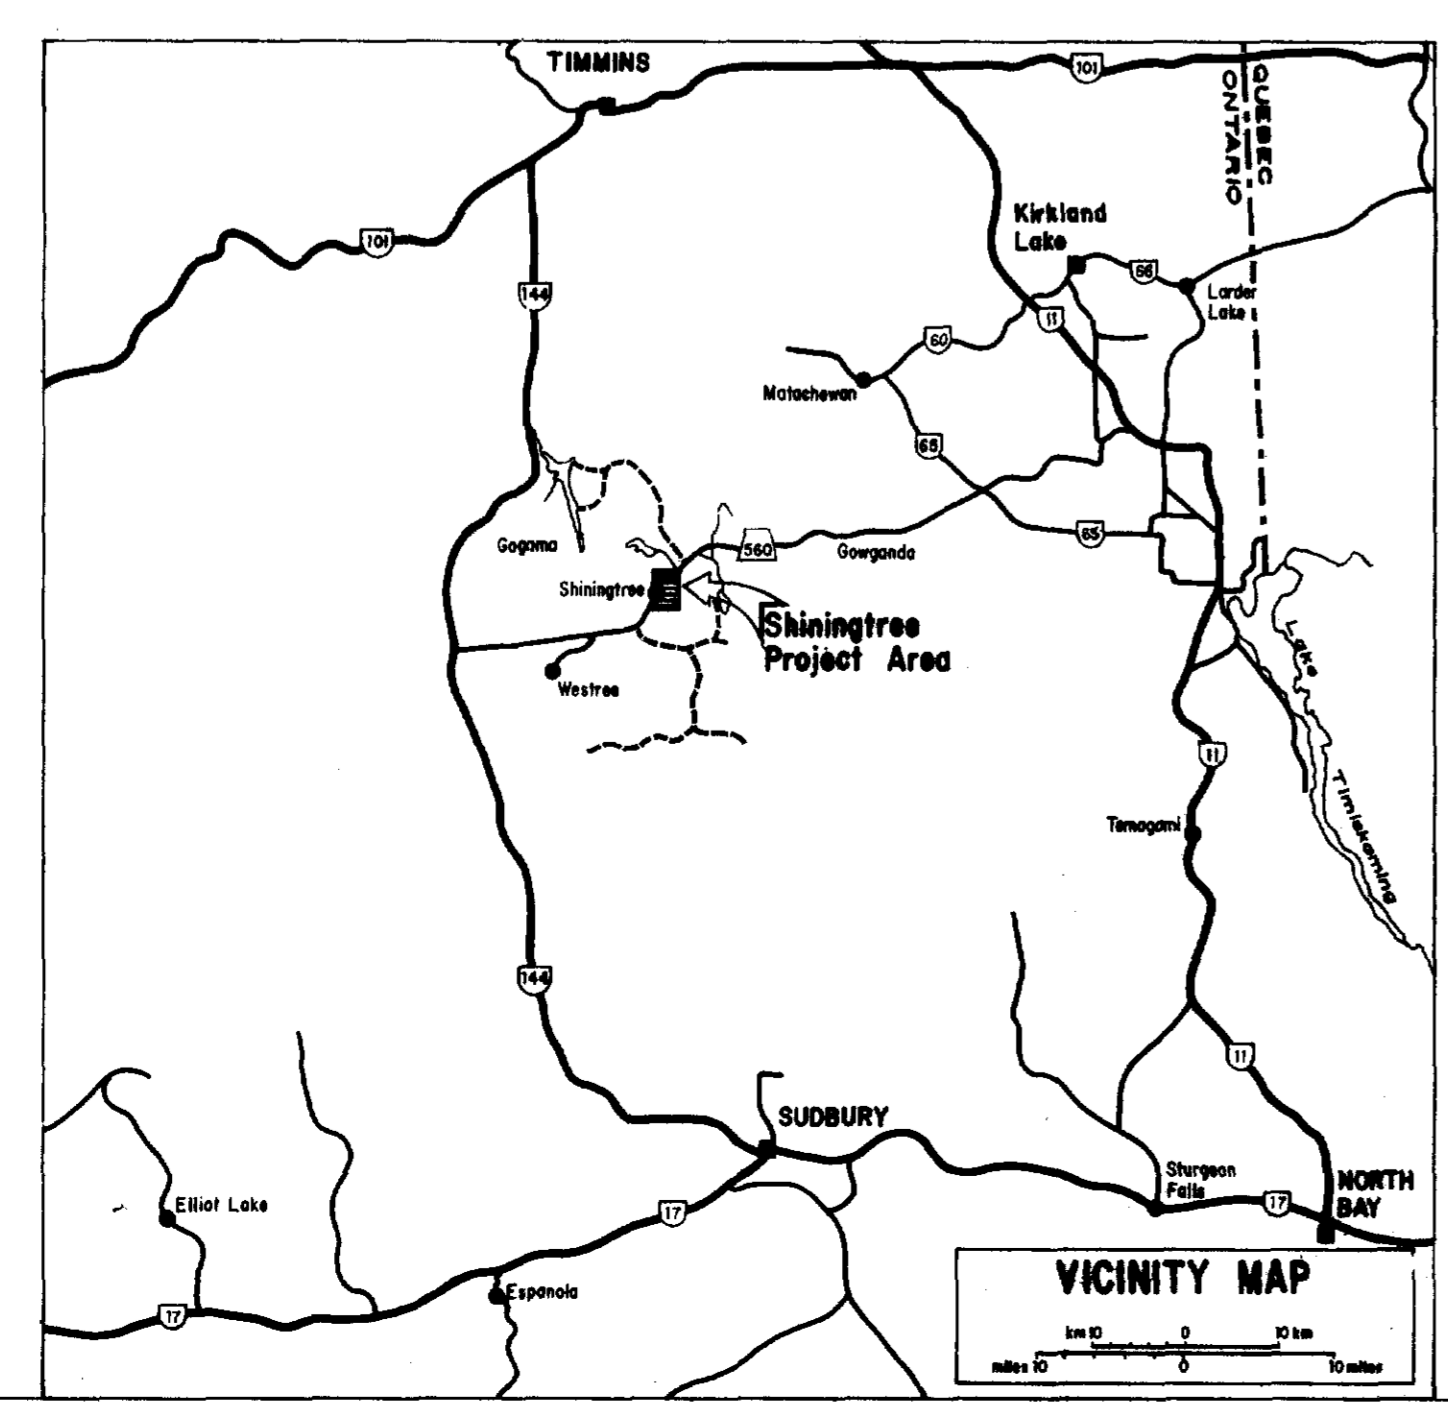 TIMMINS
101
QUEBEC
ONTARIO
Kirkland
Lake
101
66
144
Larder
Lake
11
60
Matachewan
65
65
Gogama
560
Gowganda
Shiningtree
Shiningtree
Project Area
Lake
Timiskaming
Westree
11
Temagami
144
11
SUDBURY
Sturgeon
Falls
NORTH
BAY
17
Elliot Lake
17
Espanola
17
VICINITY MAP
km 10 0 10 km
miles 10 0 10 miles